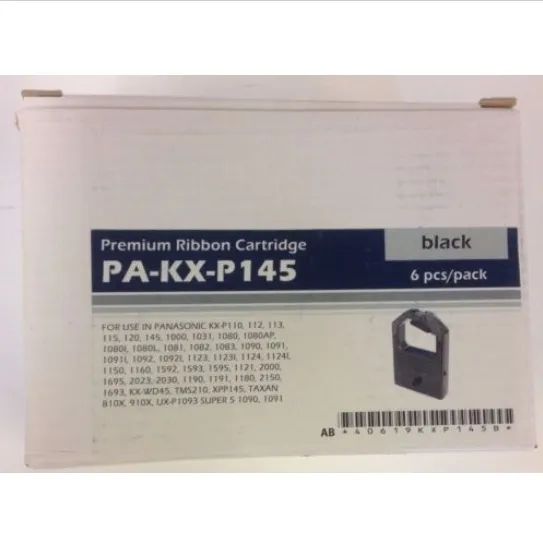 Premium Ribbon Cartridge
PA-KX-P145
black
6 pcs/pack
FOR USE IN PANASONIC KX-P110, 112, 113,
115, 120, 145, 1000, 1031, 1080, 1080AP,
1080I, 1080L, 1081, 1082, 1083, 1090, 1091,
1091I, 1092, 1092I, 1123, 1123I, 1124, 1124I,
1150, 1160, 1592, 1593, 1595, 1121, 2000,
1695, 2023,-2030, 1190, 1191, 1180, 2150,
1693, KX-WD45, TMS210, XPP145, TAXAN
810X, 910X, UX-P1093 SUPER 5 1090, 1091
AB *40619KXP145B*